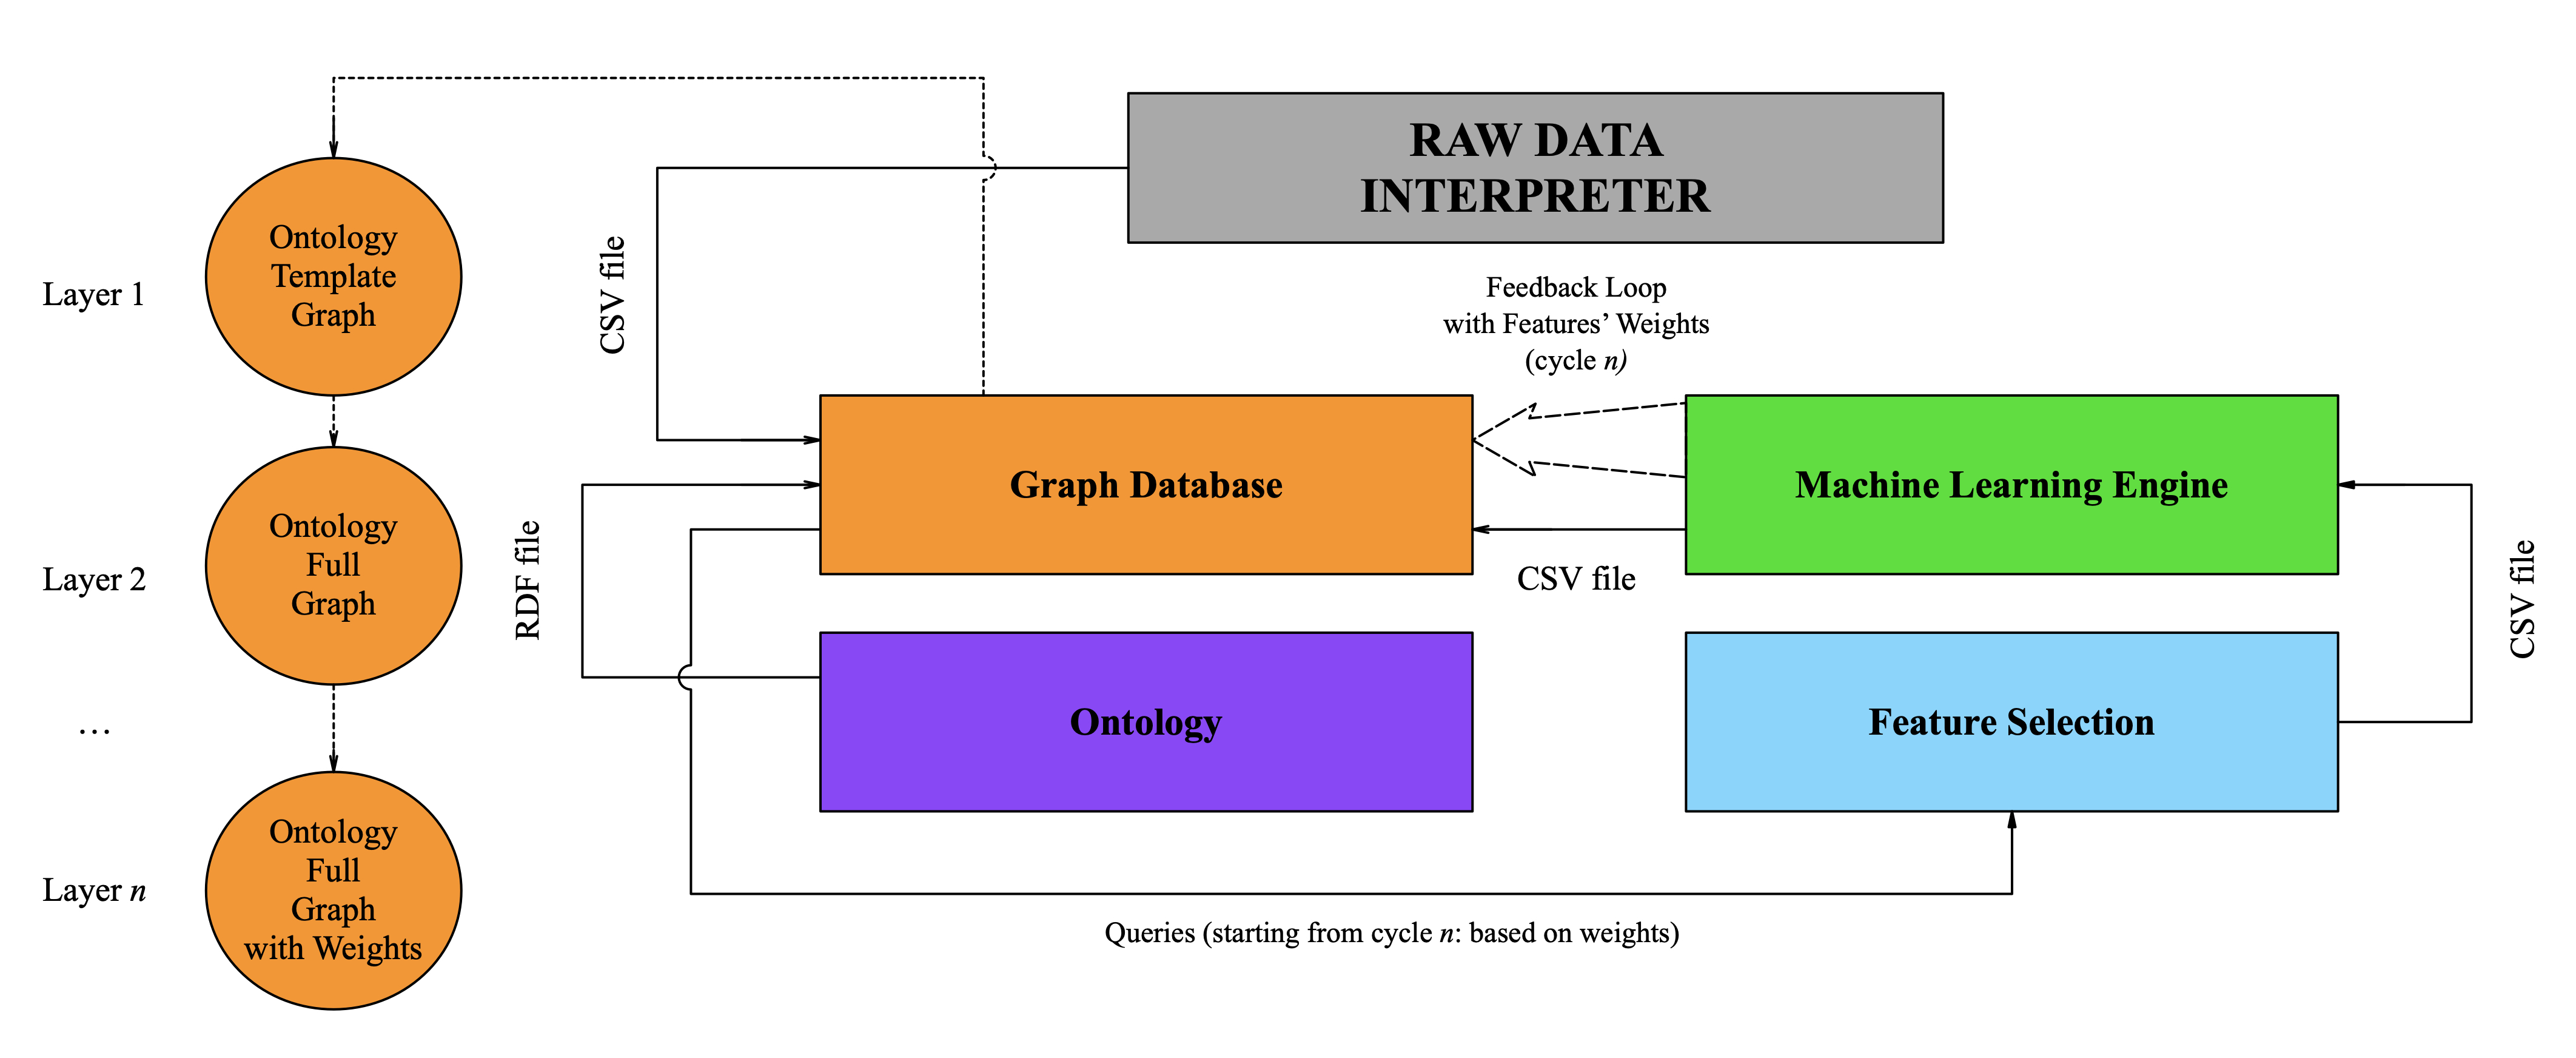 RAW DATA
INTERPRETER
Ontology
Template
Graph
Layer 1
CSV file
Feedback Loop
with Features’ Weights
(cycle n)
Graph Database
Machine Learning Engine
Ontology
Full
Graph
Layer 2
RDF file
CSV file
CSV file
Ontology
Feature Selection
…
Ontology
Full
Graph
with Weights
Layer n
Queries (starting from cycle n: based on weights)